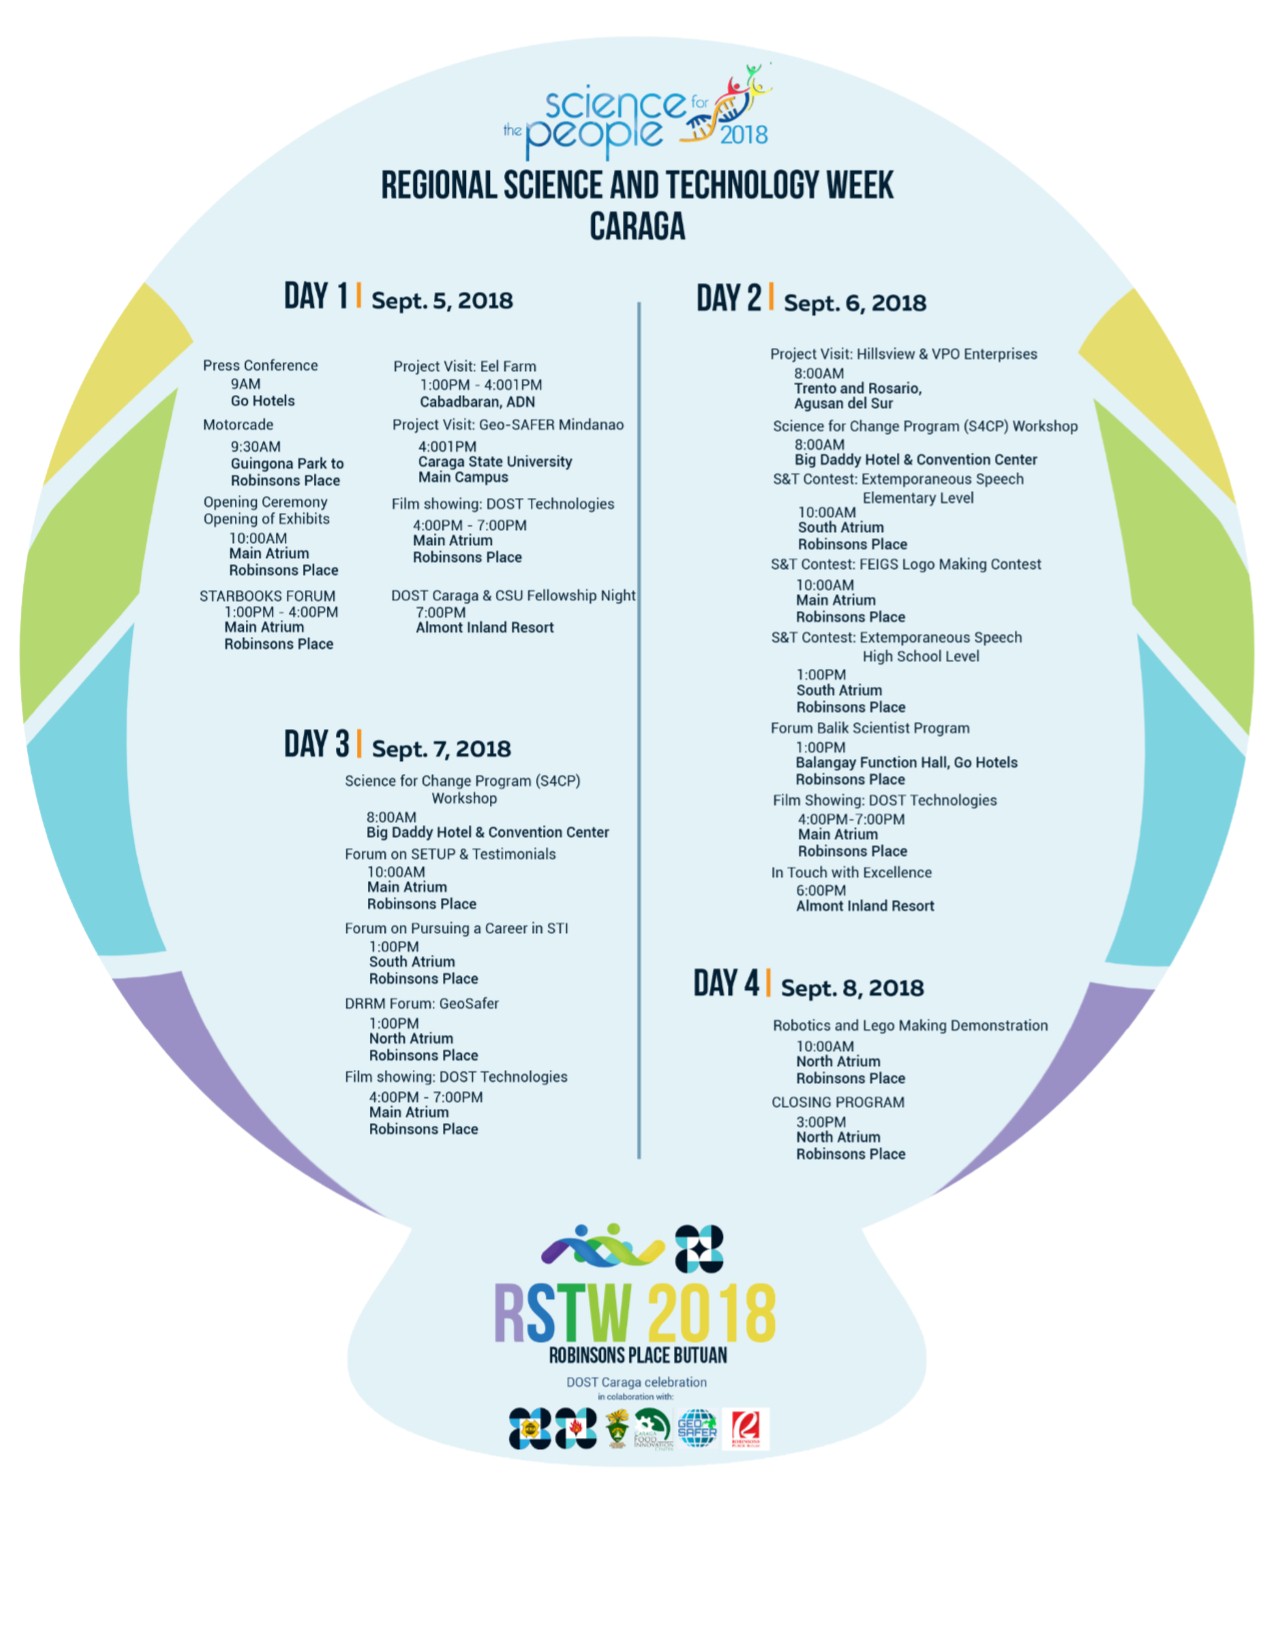 science for
the people 2018
REGIONAL SCIENCE AND TECHNOLOGY WEEK
CARAGA
DAY 1 | Sept. 5, 2018
Press Conference
9AM
Go Hotels
Motorcade
9:30AM
Guingona Park to
Robinsons Place
Opening Ceremony
Opening of Exhibits
10:00AM
Main Atrium
Robinsons Place
STARBOOKS FORUM
1:00PM - 4:00PM
Main Atrium
Robinsons Place
Project Visit: Eel Farm
1:00PM - 4:001PM
Cabadbaran, ADN
Project Visit: Geo-SAFER Mindanao
4:001PM
Caraga State University
Main Campus
Film showing: DOST Technologies
4:00PM - 7:00PM
Main Atrium
Robinsons Place
DOST Caraga & CSU Fellowship Night
7:00PM
Almont Inland Resort
DAY 2 | Sept. 6, 2018
Project Visit: Hillsview & VPO Enterprises
8:00AM
Trento and Rosario,
Agusan del Sur
Science for Change Program (S4CP) Workshop
8:00AM
Big Daddy Hotel & Convention Center
S&T Contest: Extemporaneous Speech
Elementary Level
10:00AM
South Atrium
Robinsons Place
S&T Contest: FEIGS Logo Making Contest
10:00AM
Main Atrium
Robinsons Place
S&T Contest: Extemporaneous Speech
High School Level
1:00PM
South Atrium
Robinsons Place
Forum Balik Scientist Program
1:00PM
Balangay Function Hall, Go Hotels
Robinsons Place
Film Showing: DOST Technologies
4:00PM-7:00PM
Main Atrium
Robinsons Place
In Touch with Excellence
6:00PM
Almont Inland Resort
DAY 3 | Sept. 7, 2018
Science for Change Program (S4CP)
Workshop
8:00AM
Big Daddy Hotel & Convention Center
Forum on SETUP & Testimonials
10:00AM
Main Atrium
Robinsons Place
Forum on Pursuing a Career in STI
1:00PM
South Atrium
Robinsons Place
DRRM Forum: GeoSafer
1:00PM
North Atrium
Robinsons Place
Film showing: DOST Technologies
4:00PM - 7:00PM
Main Atrium
Robinsons Place
DAY 4 | Sept. 8, 2018
Robotics and Lego Making Demonstration
10:00AM
North Atrium
Robinsons Place
CLOSING PROGRAM
3:00PM
North Atrium
Robinsons Place
RSTW 2018
ROBINSONS PLACE BUTUAN
DOST Caraga celebration
in colaboration with:
CARAGA
FOOD
INNOVATION
GEO
SAFER
ROBINSONS